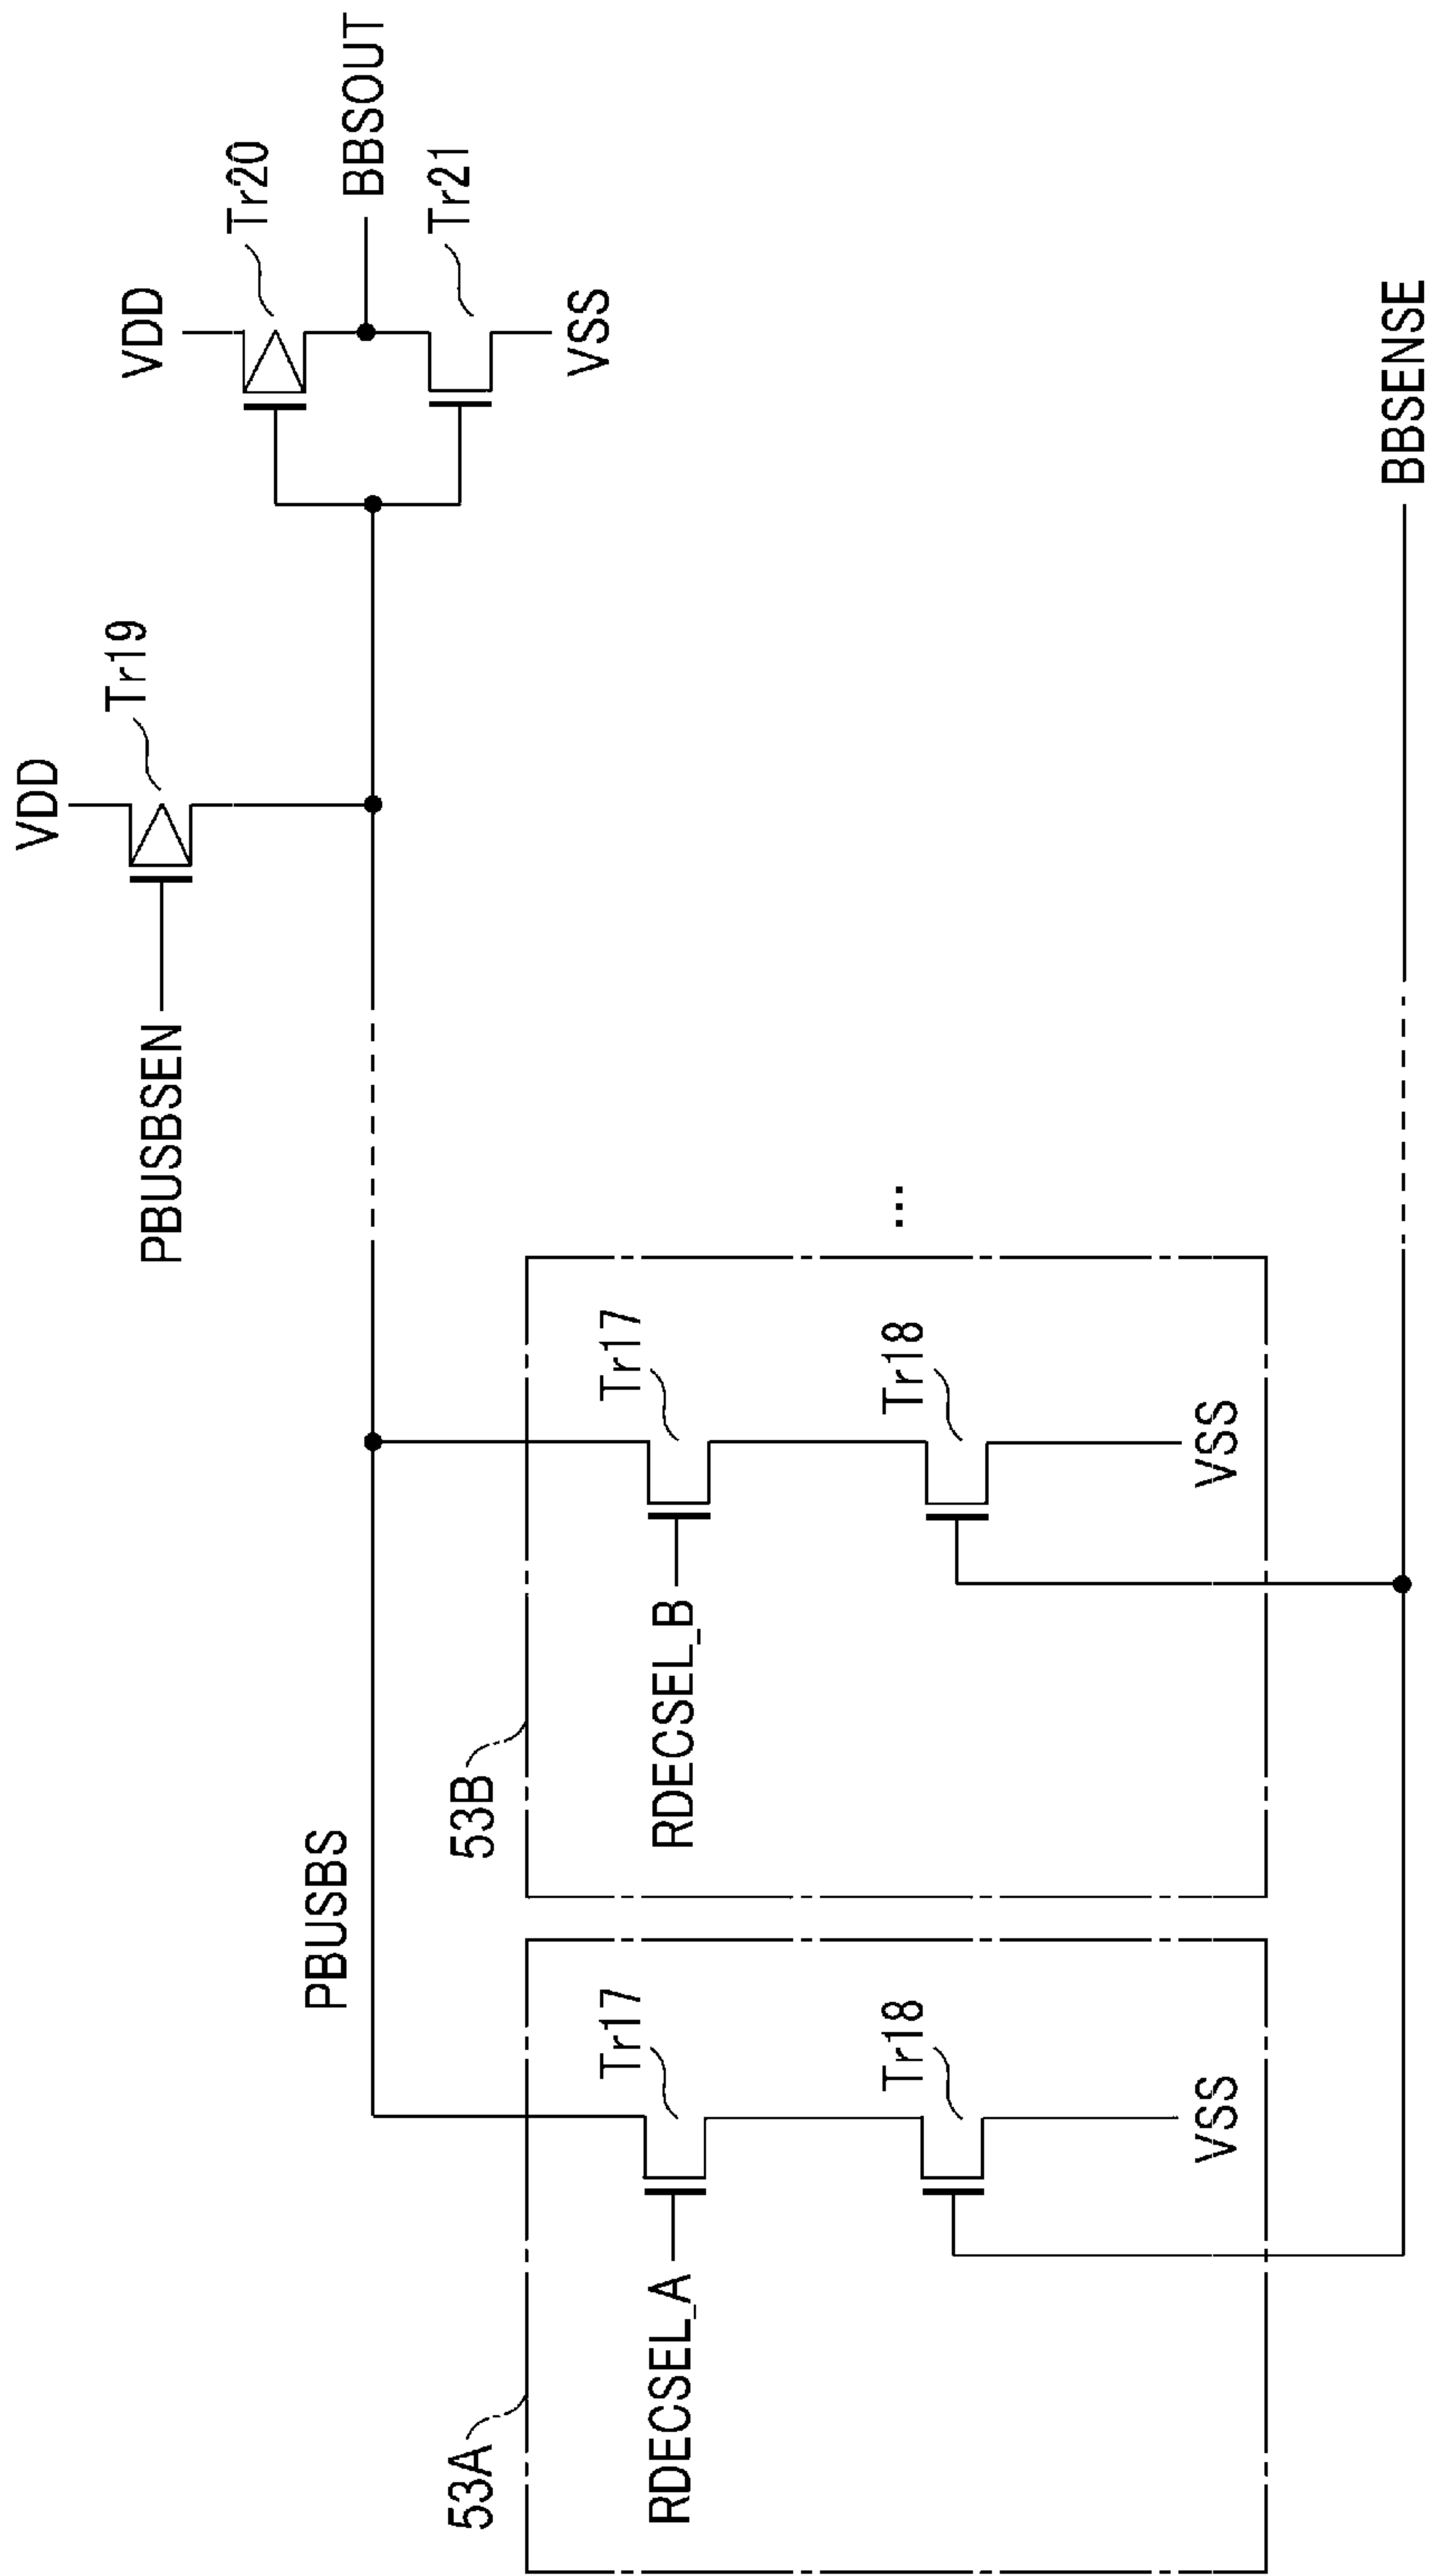 VDD
Tr19
PBUSBSEN
VDD
Tr20
BBSOUT
Tr21
VSS
PBUSBS
53A
RDECSEL_A
Tr17
Tr18
VSS
53B
RDECSEL_B
Tr17
Tr18
VSS
...
BBSENSE